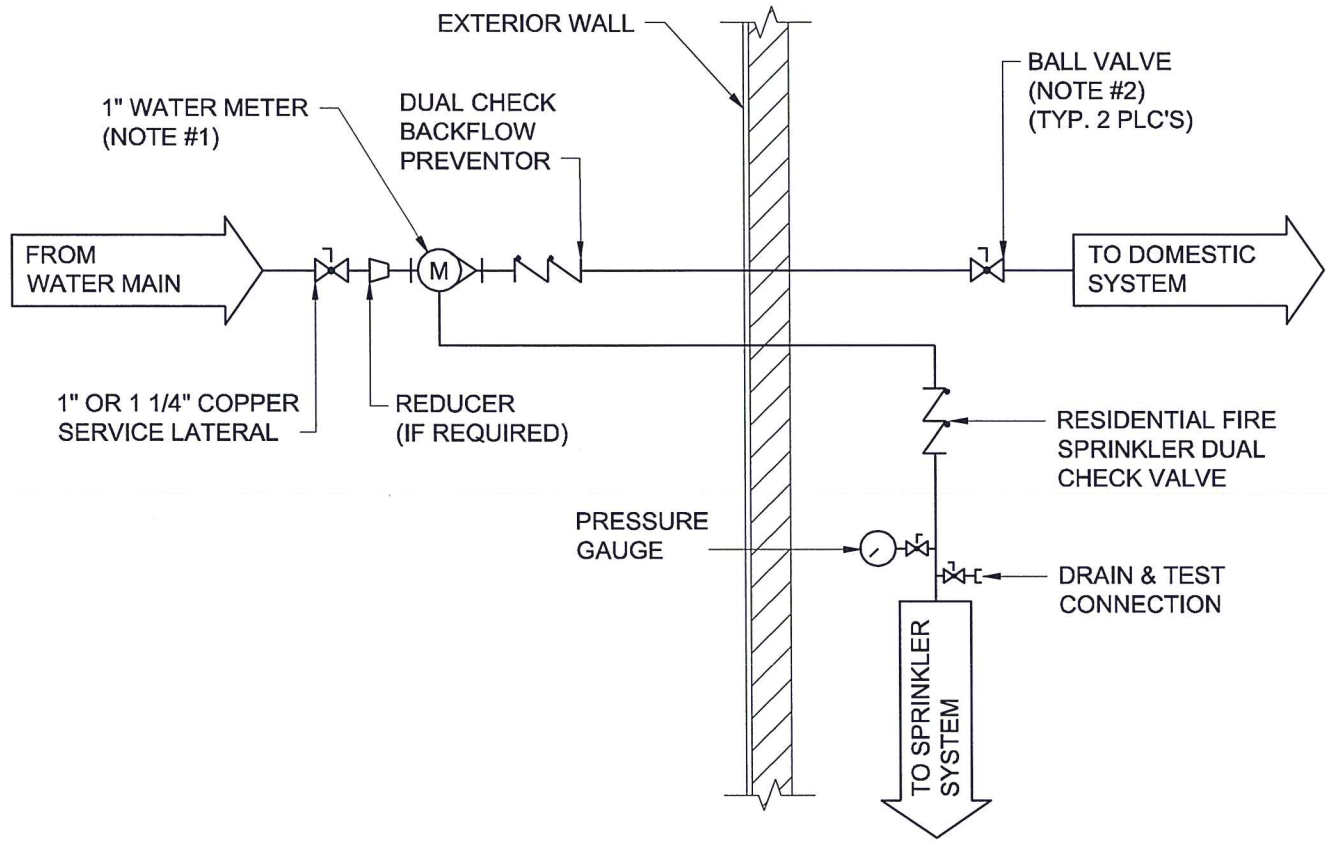 EXTERIOR WALL
1" WATER METER
(NOTE #1)
DUAL CHECK
BACKFLOW
PREVENTOR
BALL VALVE
(NOTE #2)
(TYP. 2 PLC'S)
FROM
WATER MAIN
M
TO DOMESTIC
SYSTEM
1" OR 1 1/4" COPPER
SERVICE LATERAL
REDUCER
(IF REQUIRED)
RESIDENTIAL FIRE
SPRINKLER DUAL
CHECK VALVE
PRESSURE
GAUGE
DRAIN & TEST
CONNECTION
TO SPRINKLER
SYSTEM